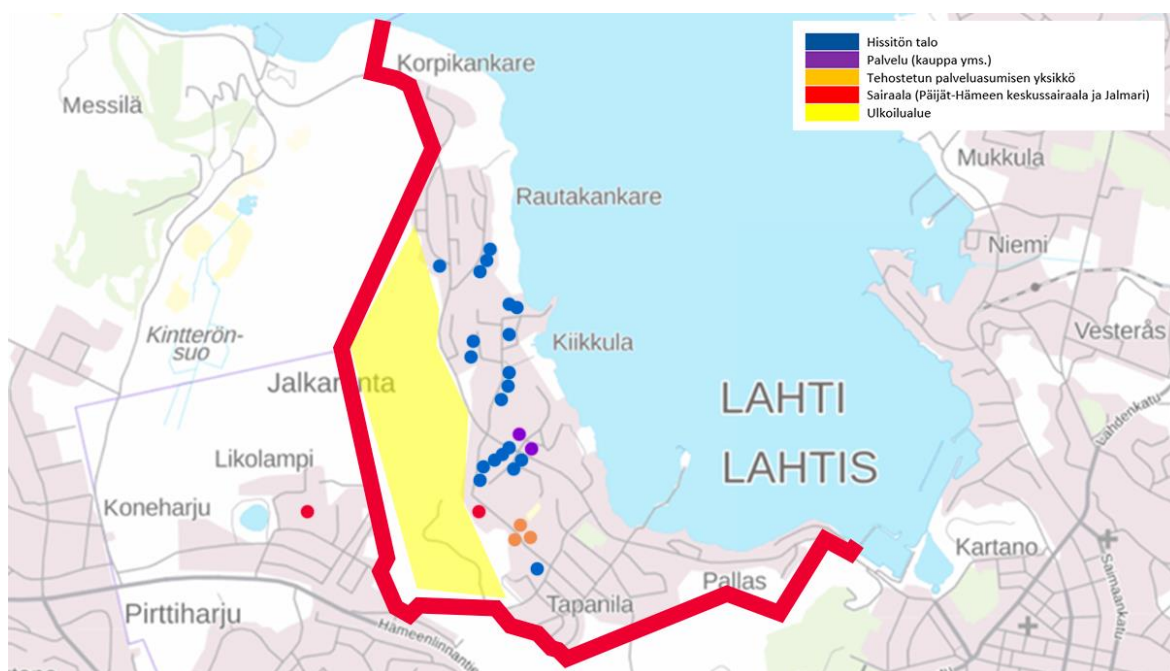 Hissitön talo
Palvelu (kauppa yms.)
Tehostetun palveluasumisen yksikkö
Sairaala (Päijät-Hämeen keskussairaala ja Jalmari)
Ulkoilualue
Korpikankare
Messilä
Mukkula
Rautakankare
Niemi
Kintterön-
suo
Kiikkula
Vesterås
Jalkaranta
LAHTI
LAHTIS
Lahdenkatu
Likolampi
Koneharju
Kartano
Saimaankatu
Pallas
Tapanila
Pirttiharju
Hämeenlinnantie